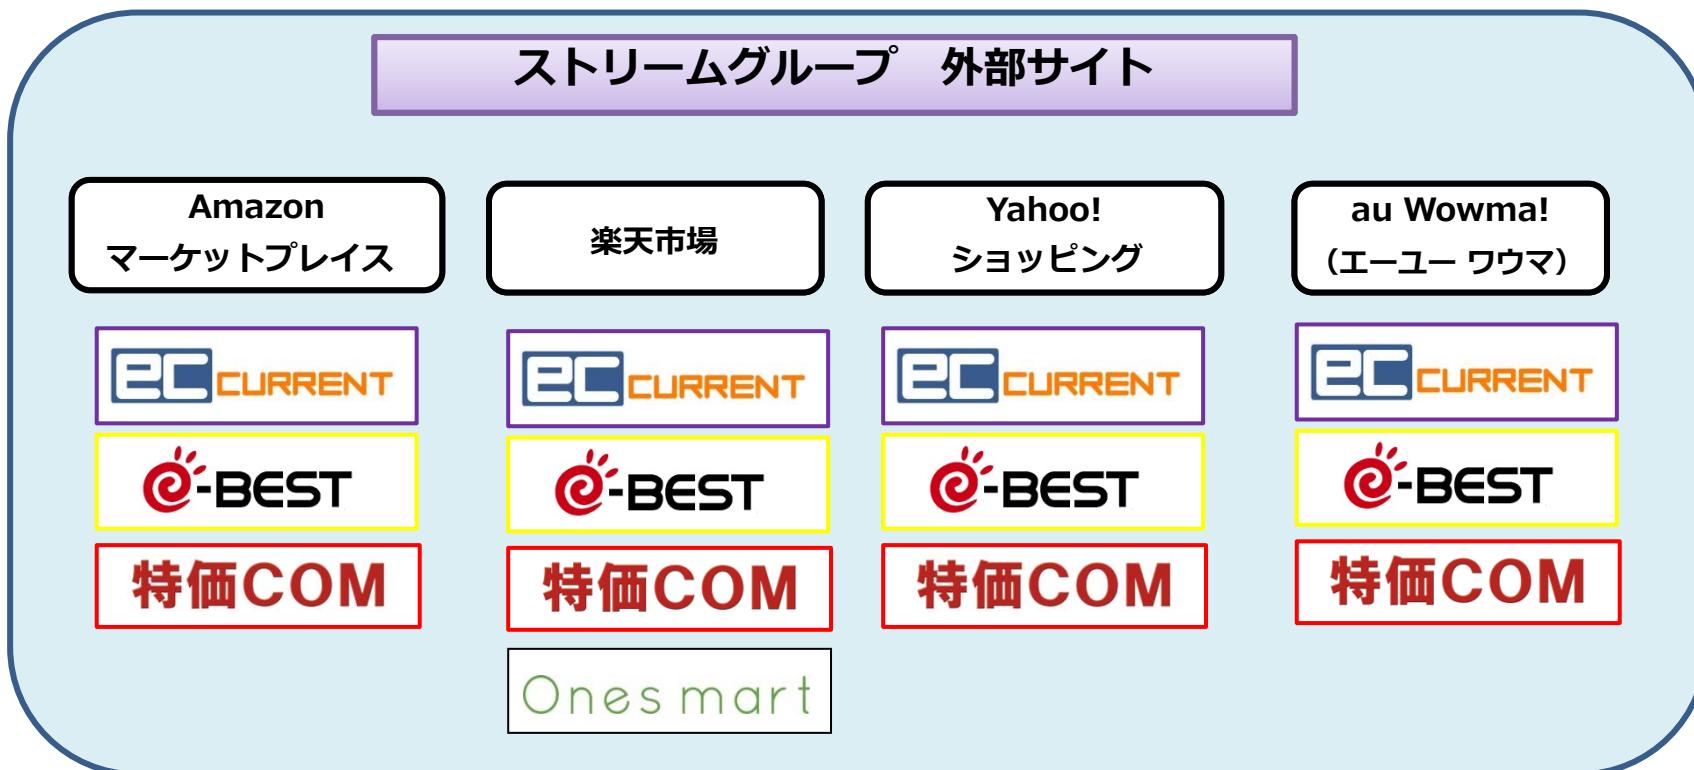 ストリームグループ　外部サイト
Amazon
マーケットプレイス
楽天市場
Yahoo!
ショッピング
au Wowma!
（エーユー ワウマ）
eC CURRENT
e-BEST
特価COM
eC CURRENT
e-BEST
特価COM
Ones mart
eC CURRENT
e-BEST
特価COM
eC CURRENT
e-BEST
特価COM